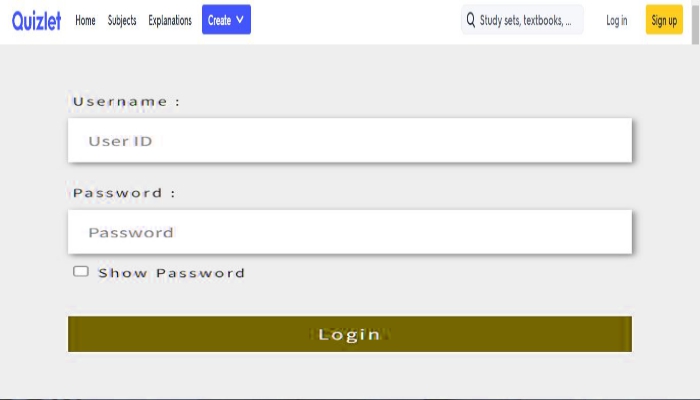 Quizlet Home Subjects Explanations Create Study sets, textbooks, ... Log in Sign up
Username :
User ID
Password :
Password
Show Password
Login